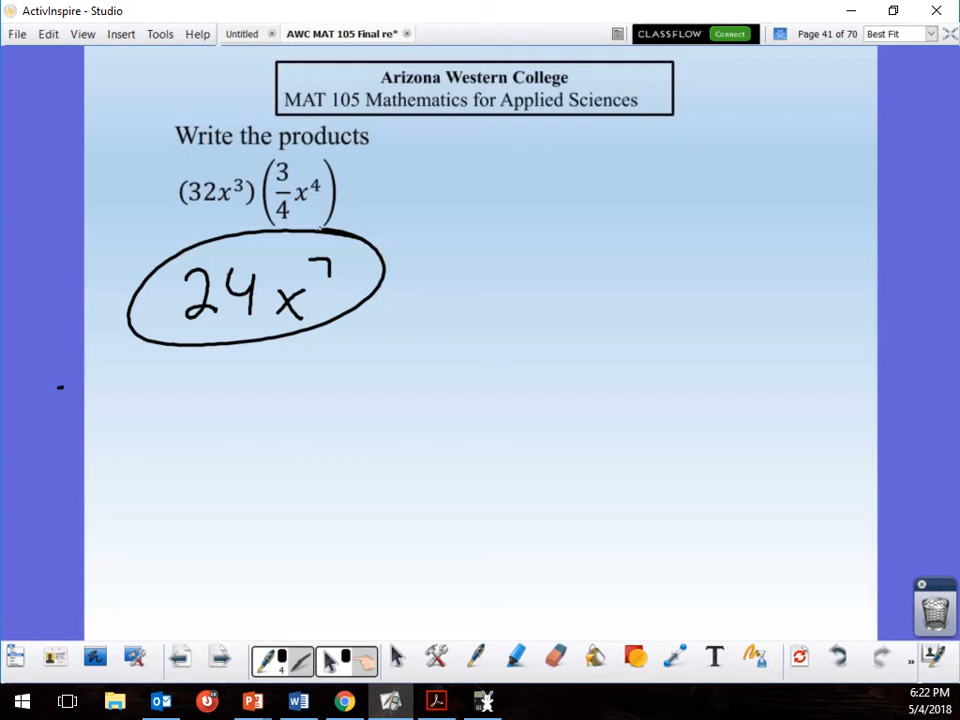 ActivInspire - Studio
File Edit View Insert Tools Help Untitled AWC MAT 105 Final re* CLASSFLOW Connect Page 41 of 70 Best Fit
Arizona Western College
MAT 105 Mathematics for Applied Sciences
Write the products
(32x³)(3/4 x⁴)
24x⁷
4
T
6:22 PM
5/4/2018